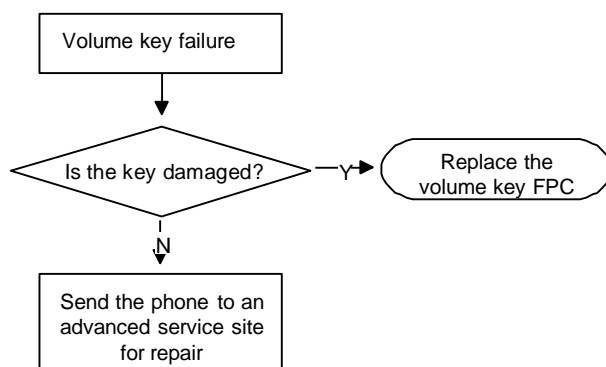 Volume key failure
Is the key damaged?
Y
Replace the
volume key FPC
N
Send the phone to an
advanced service site
for repair